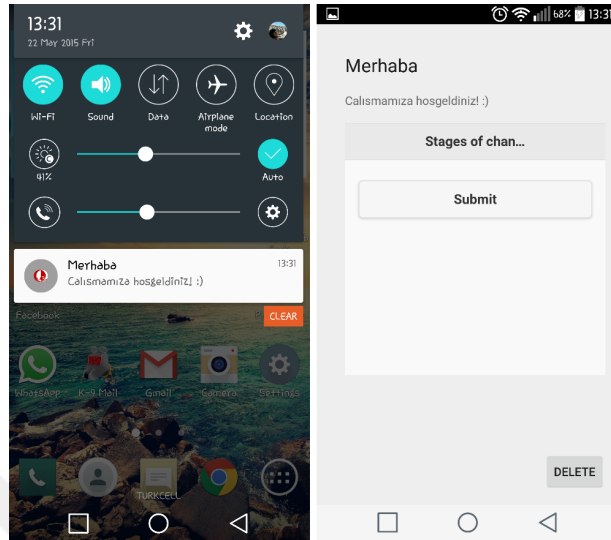 13:31
22 May 2015 Fri
Wi-Fi
Sound
Data
Airplane
mode
Location
41%
Auto
Merhaba
13:31
Calısmamıza hosgeldiniz! :)
CLEAR
Facebook
WhatsApp
K-9 Mail
Gmail
Camera
Settings
TURKCELL
68%
13:31
Merhaba
Calısmamıza hosgeldiniz! :)
Stages of chan...
Submit
DELETE